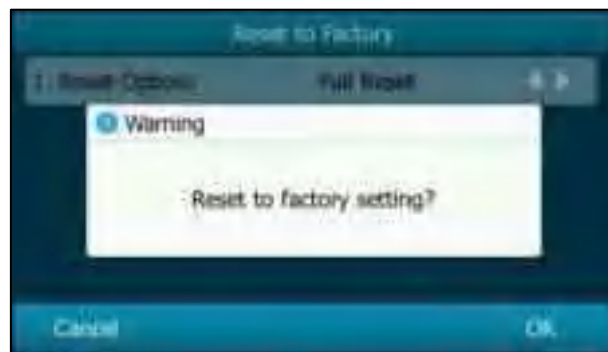 Reset to Factory
1. Reset Option Full Reset
Warning
Reset to factory setting?
Cancel OK